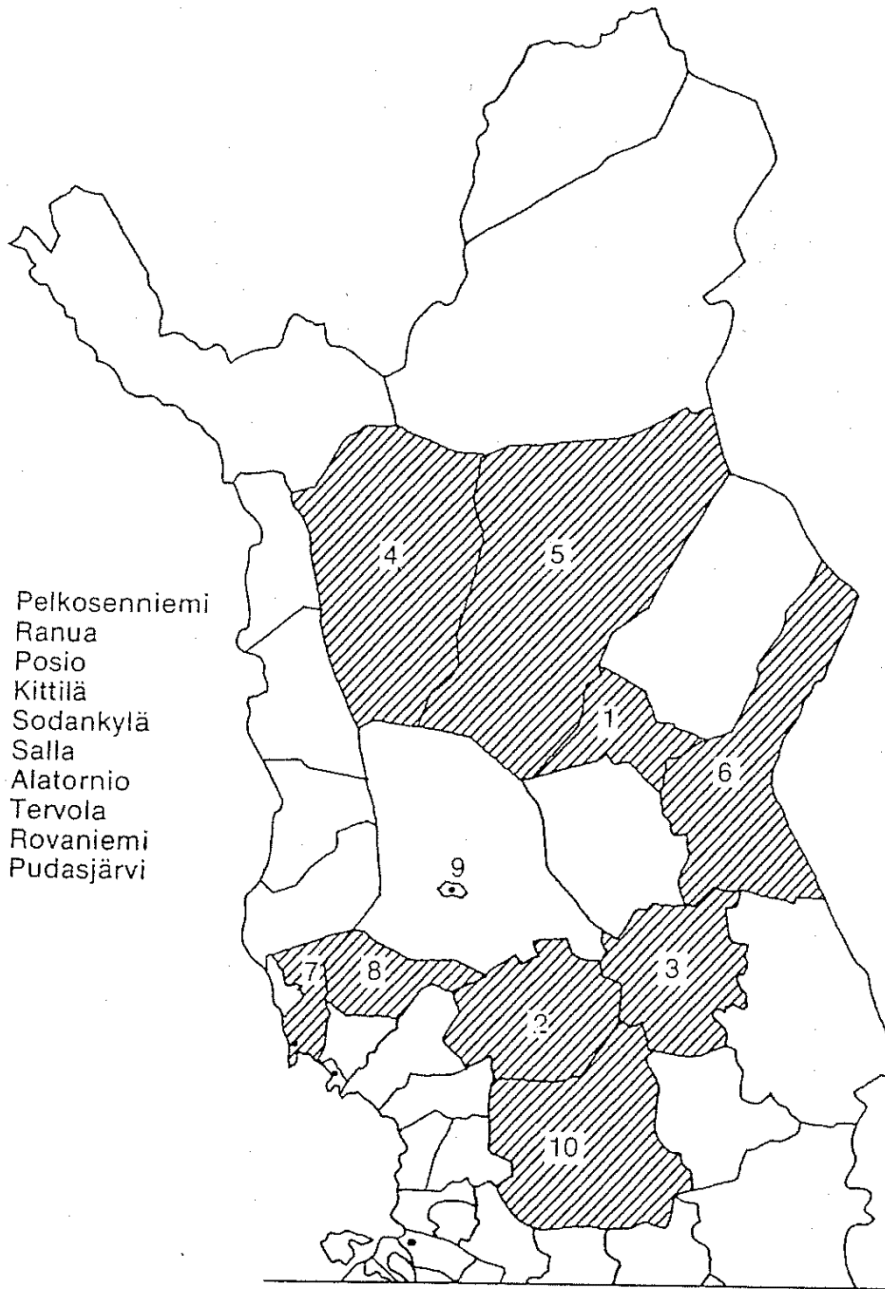 4
5
Pelkosenniemi
Ranua
Posio
Kittilä
Sodankylä
Salla
Alatornio
Tervola
Rovaniemi
Pudasjärvi
1
6
9
7
8
3
2
10